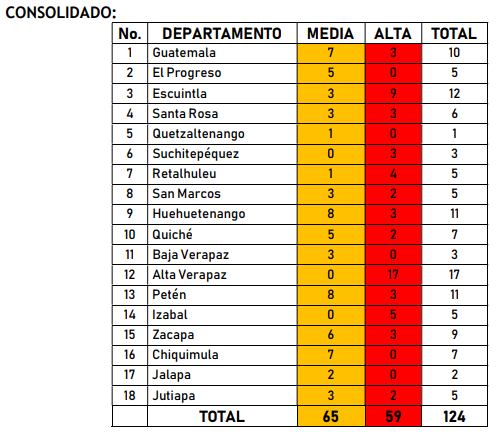 CONSOLIDADO:
No. DEPARTAMENTO MEDIA ALTA TOTAL
1 Guatemala 7 3 10
2 El Progreso 5 0 5
3 Escuintla 3 9 12
4 Santa Rosa 3 3 6
5 Quetzaltenango 1 0 1
6 Suchitepéquez 0 3 3
7 Retalhuleu 1 4 5
8 San Marcos 3 2 5
9 Huehuetenango 8 3 11
10 Quiché 5 2 7
11 Baja Verapaz 3 0 3
12 Alta Verapaz 0 17 17
13 Petén 8 3 11
14 Izabal 0 5 5
15 Zacapa 6 3 9
16 Chiquimula 7 0 7
17 Jalapa 2 0 2
18 Jutiapa 3 2 5
TOTAL 65 59 124